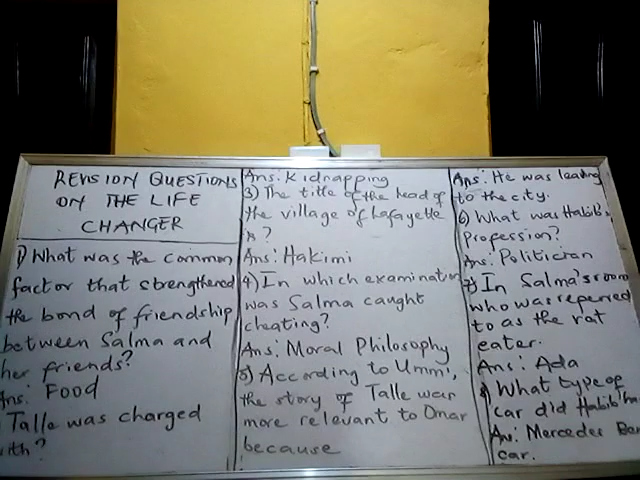 REVISION QUESTIONS
ON THE LIFE
CHANGER
1) What was the common
factor that strengthened
the bond of friendship
between Salma and
her friends?
Ans: Food
Talle was charged
with?
Ans: Kidnapping
3) The title of the head of
the village of Lafayette
is?
Ans: Hakimi
4) In which examination
was Salma caught
cheating?
Ans: Moral Philosophy
5) According to Ummi,
the story of Talle was
more relevant to Omar
because
Ans: He was leaving
to the city.
6) What was Habib's
profession?
Ans: Politician
7) In Salma's room
who was referred
to as the rat
eater.
Ans: Ada
8) What type of
car did Habib
An: Mercedes
car.